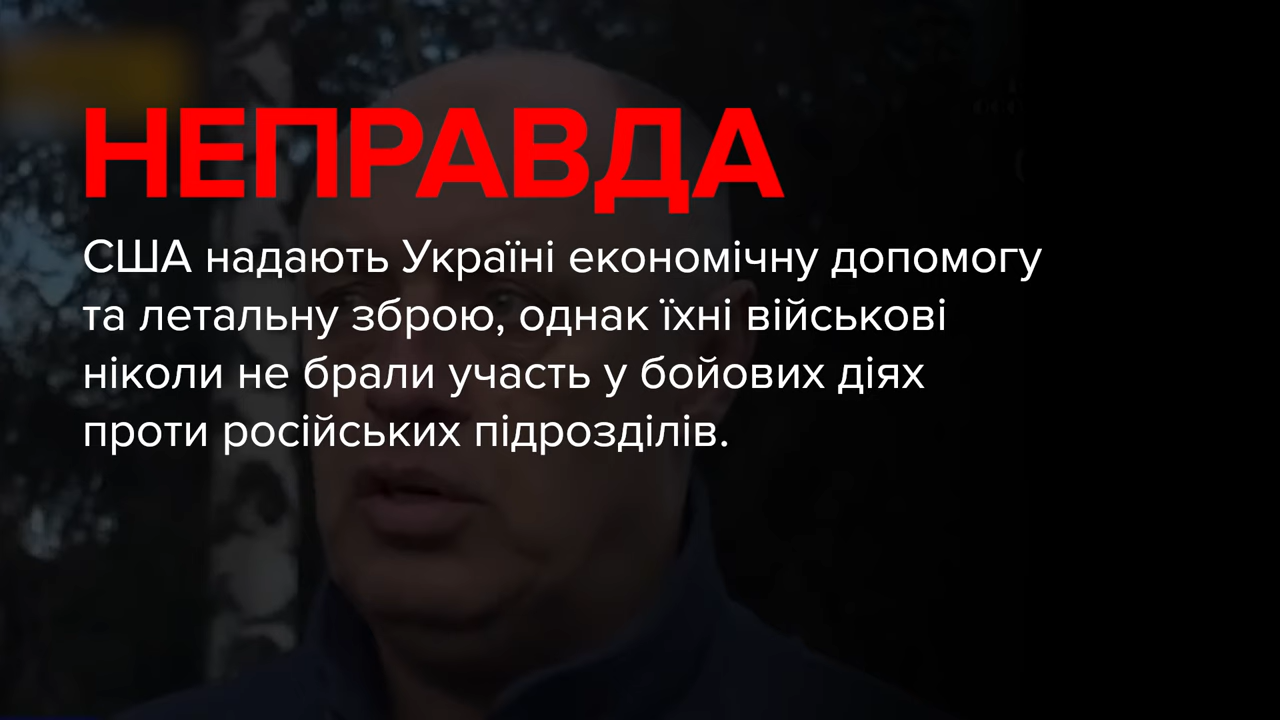 НЕПРАВДА
США надають Україні економічну допомогу
та летальну зброю, однак їхні військові
ніколи не брали участь у бойових діях
проти російських підрозділів.